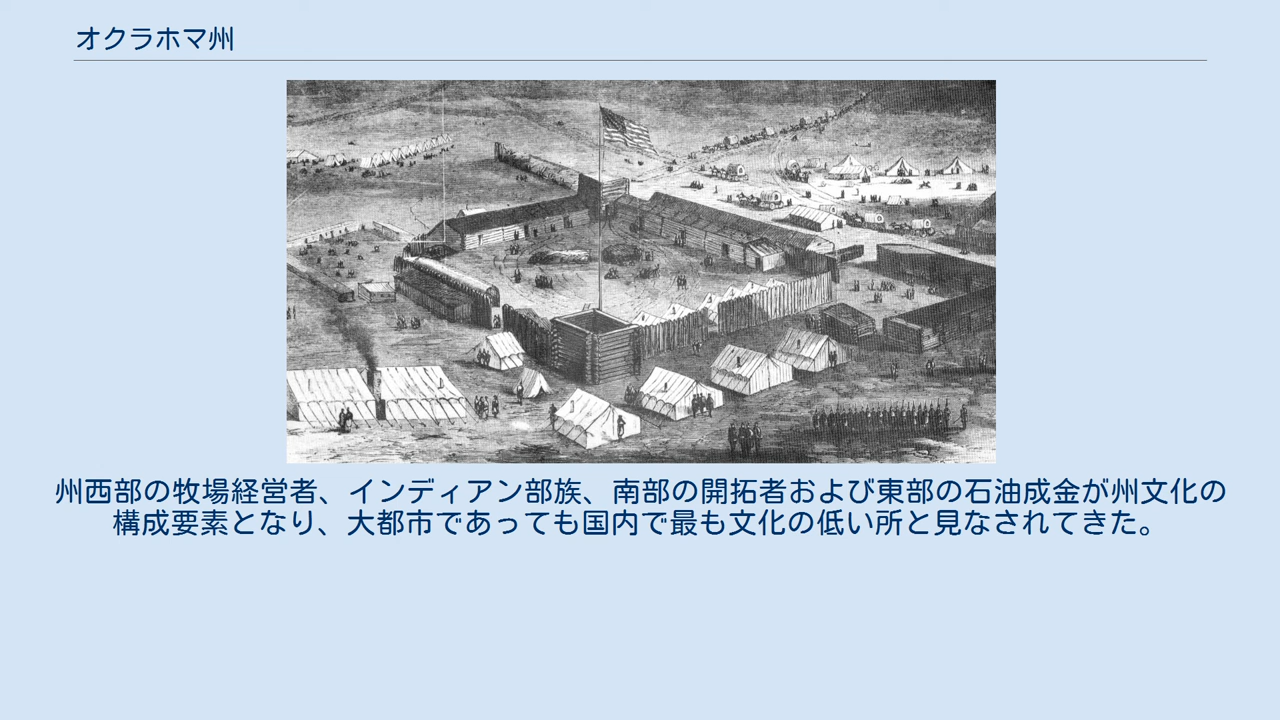 オクラホマ州
州西部の牧場経営者、インディアン部族、南部の開拓者および東部の石油成金が州文化の
構成要素となり、大都市であっても国内で最も文化の低い所と見なされてきた。